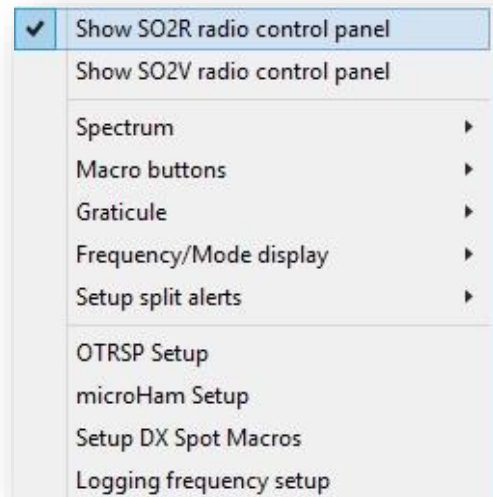 Show SO2R radio control panel
Show SO2V radio control panel
Spectrum
Macro buttons
Graticule
Frequency/Mode display
Setup split alerts
OTRSP Setup
microHam Setup
Setup DX Spot Macros
Logging frequency setup